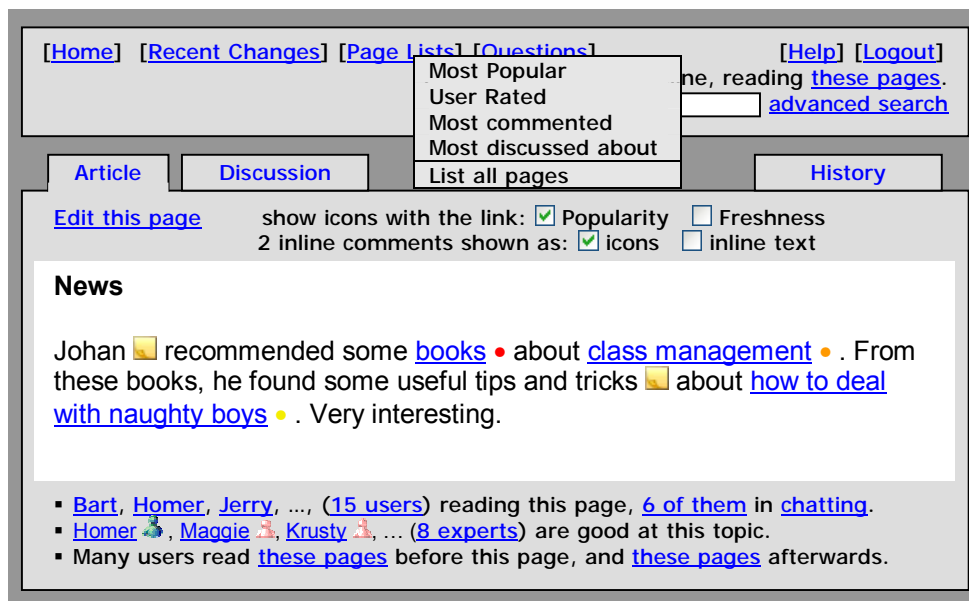 [Home] [Recent Changes] [Page Lists] [Questions] [Help] [Logout]
Most Popular
ne, reading these pages.
User Rated
advanced search
Most commented
Most discussed about
List all pages
Article Discussion History
Edit this page show icons with the link: Popularity Freshness
2 inline comments shown as: icons inline text
News
Johan recommended some books • about class management • . From
these books, he found some useful tips and tricks about how to deal
with naughty boys • . Very interesting.
▪ Bart, Homer, Jerry, ..., (15 users) reading this page, 6 of them in chatting.
▪ Homer , Maggie , Krusty , ... (8 experts) are good at this topic.
▪ Many users read these pages before this page, and these pages afterwards.